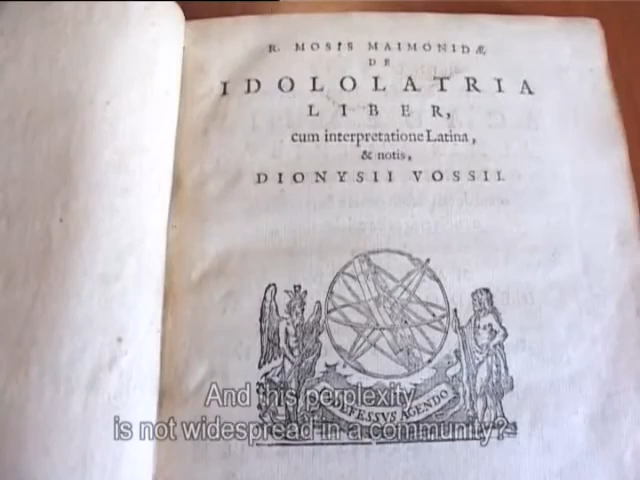 R. MOSIS MAIMONIDÆ
DE
IDOLOLATRIA
LIBER,
cum interpretatione Latina,
& notis,
DIONYSII VOSSII.
DEFESSVS AGENDO
And this perplexity
is not widespread in a community?